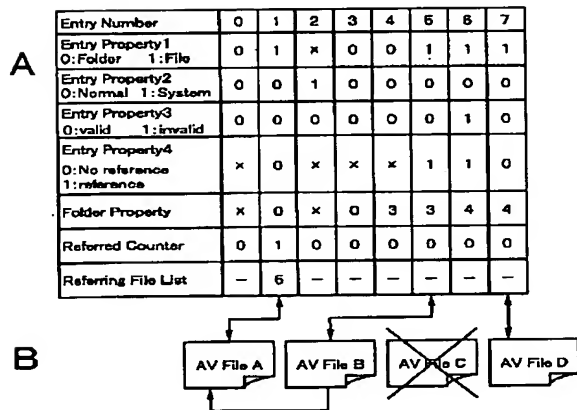 A
Entry Number 0 1 2 3 4 5 6 7
Entry Property1
0:Folder 1:File
0 1 × 0 0 1 1 1
Entry Property2
0:Normal 1:System
0 0 1 0 0 0 0 0
Entry Property3
0:valid 1:invalid
0 0 0 0 0 0 1 0
Entry Property4
0:No reference
1:reference
× 0 × × × 1 1 0
Folder Property × 0 × 0 3 3 4 4
Referred Counter 0 1 0 0 0 0 0 0
Referring File List – 5 – – – – – –
B
AV File A AV File B AV File C AV File D